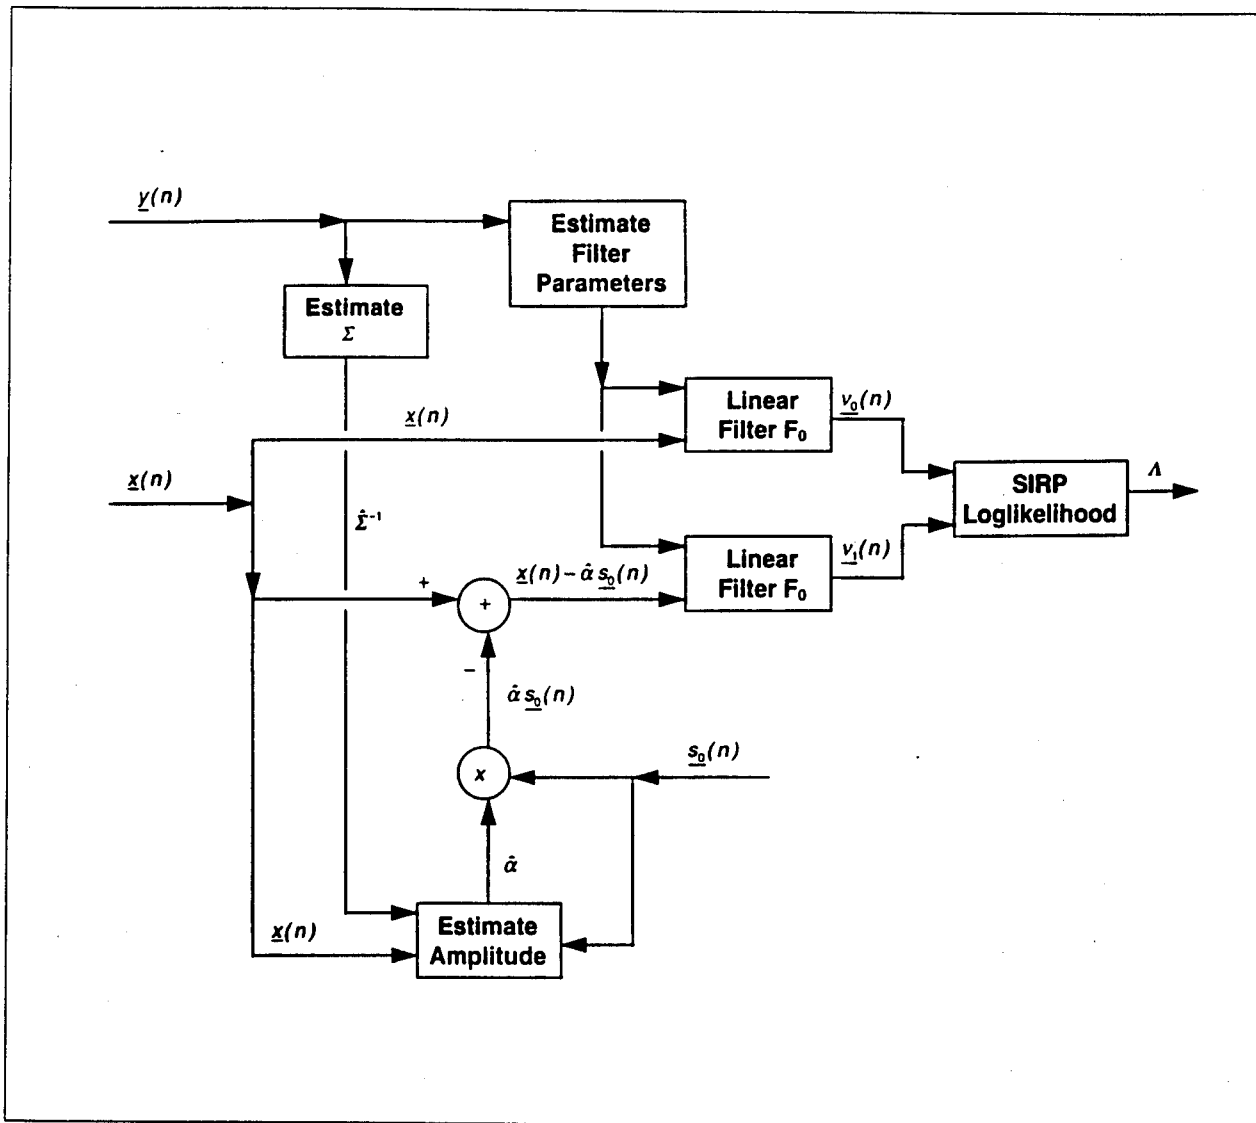 y(n)
Estimate
Filter
Parameters
Estimate
Σ
x(n)
Linear
Filter F₀
v₀(n)
x(n)
SIRP
Loglikelihood
Λ
Σ̂⁻¹
+
+
x(n) – α̂ s₀(n)
Linear
Filter F₀
v₁(n)
–
α̂ s₀(n)
x
s₀(n)
α̂
x(n)
Estimate
Amplitude